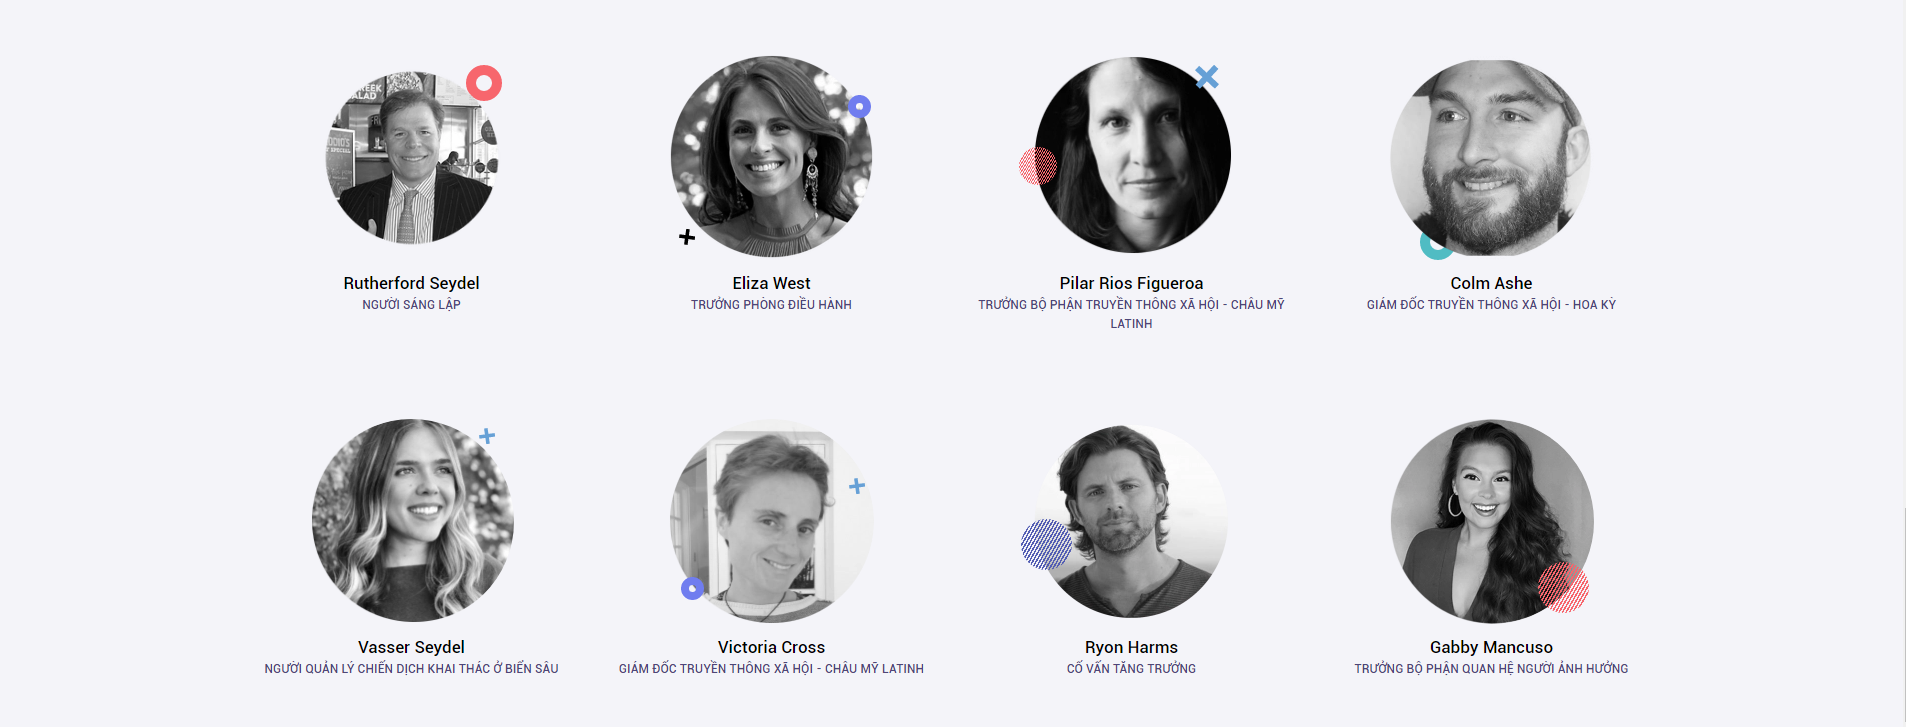 Rutherford Seydel
NGƯỜI SÁNG LẬP
Eliza West
TRƯỞNG PHÒNG ĐIỀU HÀNH
Pilar Rios Figueroa
TRƯỞNG BỘ PHẬN TRUYỀN THÔNG XÃ HỘI - CHÂU MỸ
LATINH
Colm Ashe
GIÁM ĐỐC TRUYỀN THÔNG XÃ HỘI - HOA KỲ
Vasser Seydel
NGƯỜI QUẢN LÝ CHIẾN DỊCH KHAI THÁC Ở BIỂN SÂU
Victoria Cross
GIÁM ĐỐC TRUYỀN THÔNG XÃ HỘI - CHÂU MỸ LATINH
Ryon Harms
CỐ VẤN TĂNG TRƯỞNG
Gabby Mancuso
TRƯỞNG BỘ PHẬN QUAN HỆ NGƯỜI ẢNH HƯỞNG